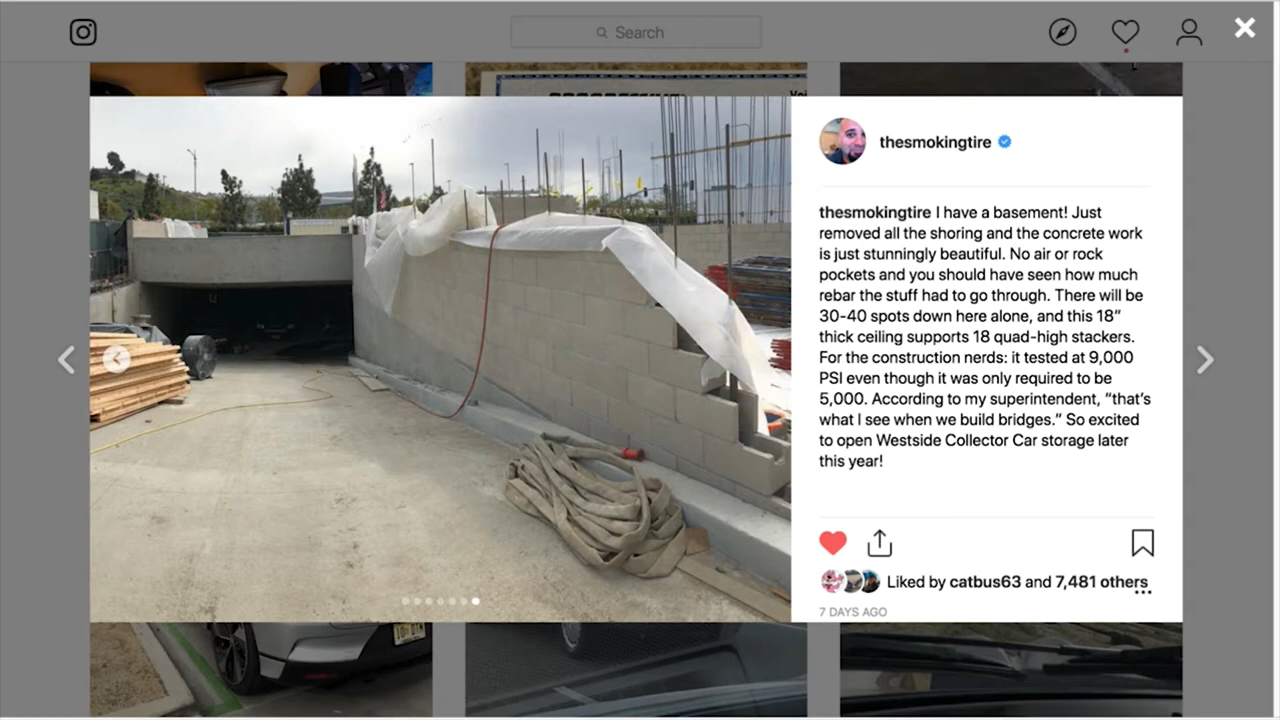 Search
thesmokingtire
thesmokingtire I have a basement! Just
removed all the shoring and the concrete work
is just stunningly beautiful. No air or rock
pockets and you should have seen how much
rebar the stuff had to go through. There will be
30-40 spots down here alone, and this 18”
thick ceiling supports 18 quad-high stackers.
For the construction nerds: it tested at 9,000
PSI even though it was only required to be
5,000. According to my superintendent, “that’s
what I see when we build bridges.” So excited
to open Westside Collector Car storage later
this year!
Liked by catbus63 and 7,481 others
7 DAYS AGO